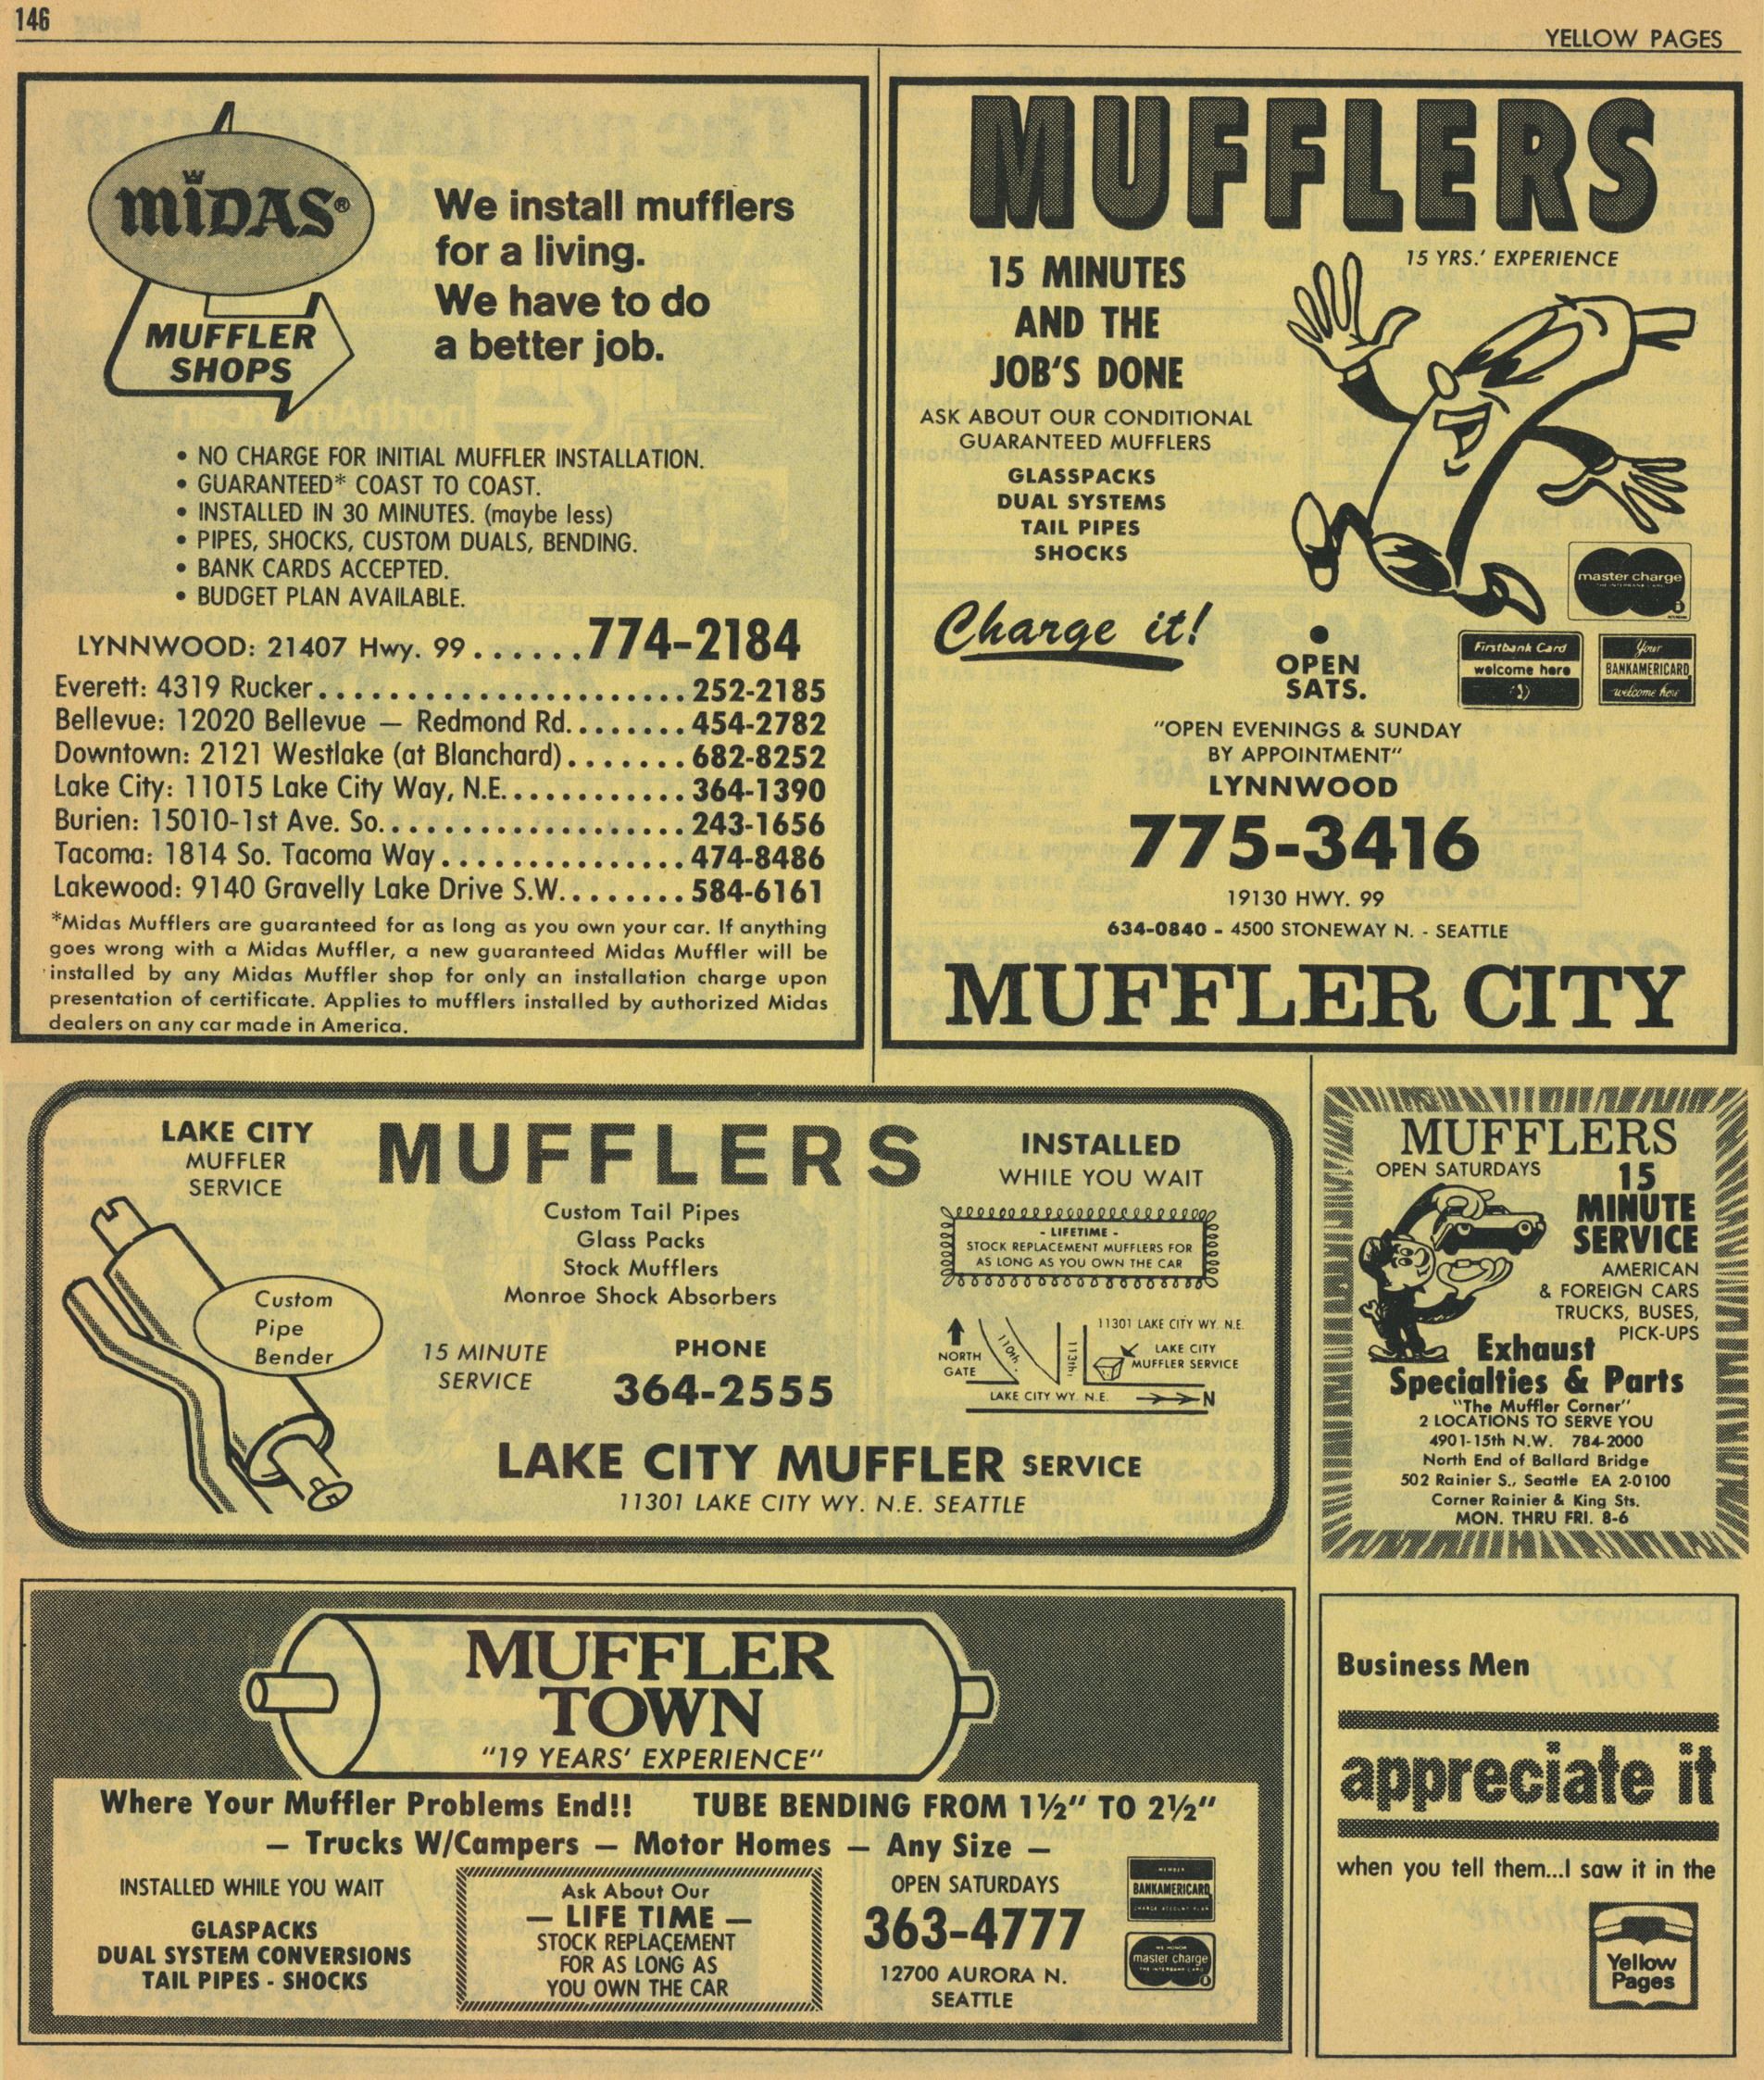 146
YELLOW PAGES
MIDAS®
MUFFLER
SHOPS
We install mufflers
for a living.
We have to do
a better job.
• NO CHARGE FOR INITIAL MUFFLER INSTALLATION.
• GUARANTEED* COAST TO COAST.
• INSTALLED IN 30 MINUTES. (maybe less)
• PIPES, SHOCKS, CUSTOM DUALS, BENDING.
• BANK CARDS ACCEPTED.
• BUDGET PLAN AVAILABLE.
LYNNWOOD: 21407 Hwy. 99 ......774-2184
Everett: 4319 Rucker.......................252-2185
Bellevue: 12020 Bellevue — Redmond Rd........454-2782
Downtown: 2121 Westlake (at Blanchard).......682-8252
Lake City: 11015 Lake City Way, N.E............364-1390
Burien: 15010-1st Ave. So.....................243-1656
Tacoma: 1814 So. Tacoma Way................474-8486
Lakewood: 9140 Gravelly Lake Drive S.W.........584-6161
*Midas Mufflers are guaranteed for as long as you own your car. If anything
goes wrong with a Midas Muffler, a new guaranteed Midas Muffler will be
installed by any Midas Muffler shop for only an installation charge upon
presentation of certificate. Applies to mufflers installed by authorized Midas
dealers on any car made in America.
MUFFLERS
15 YRS.' EXPERIENCE
15 MINUTES
AND THE
JOB'S DONE
ASK ABOUT OUR CONDITIONAL
GUARANTEED MUFFLERS
GLASSPACKS
DUAL SYSTEMS
TAIL PIPES
SHOCKS
master charge
THE INTERBANK CARD
Charge it!
•
OPEN
SATS.
Firstbank Card
welcome here
Your
BANKAMERICARD
welcome here
"OPEN EVENINGS & SUNDAY
BY APPOINTMENT"
LYNNWOOD
775-3416
19130 HWY. 99
634-0840 - 4500 STONEWAY N. - SEATTLE
MUFFLER CITY
LAKE CITY
MUFFLER
SERVICE
MUFFLERS
Custom Tail Pipes
Glass Packs
Stock Mufflers
Monroe Shock Absorbers
INSTALLED
WHILE YOU WAIT
- LIFETIME -
STOCK REPLACEMENT MUFFLERS FOR
AS LONG AS YOU OWN THE CAR
Custom
Pipe
Bender
15 MINUTE
SERVICE
PHONE
364-2555
NORTH
GATE
110th.
113th.
11301 LAKE CITY WY. N.E.
LAKE CITY
MUFFLER SERVICE
LAKE CITY WY. N.E.
N
LAKE CITY MUFFLER SERVICE
11301 LAKE CITY WY. N.E. SEATTLE
MUFFLERS
OPEN SATURDAYS
15
MINUTE
SERVICE
AMERICAN
& FOREIGN CARS
TRUCKS, BUSES,
PICK-UPS
Exhaust
Specialties & Parts
"The Muffler Corner"
2 LOCATIONS TO SERVE YOU
4901-15th N.W. 784-2000
North End of Ballard Bridge
502 Rainier S., Seattle EA 2-0100
Corner Rainier & King Sts.
MON. THRU FRI. 8-6
MUFFLER
TOWN
"19 YEARS' EXPERIENCE"
Where Your Muffler Problems End!! TUBE BENDING FROM 1½" TO 2½"
— Trucks W/Campers — Motor Homes — Any Size —
INSTALLED WHILE YOU WAIT
GLASPACKS
DUAL SYSTEM CONVERSIONS
TAIL PIPES - SHOCKS
Ask About Our
— LIFE TIME —
STOCK REPLACEMENT
FOR AS LONG AS
YOU OWN THE CAR
OPEN SATURDAYS
363-4777
12700 AURORA N.
SEATTLE
MEMBER
BANKAMERICARD
CHARGE ACCOUNT PLAN
WE HONOR
master charge
THE INTERBANK CARD
Business Men
appreciate it
when you tell them...I saw it in the
Yellow
Pages